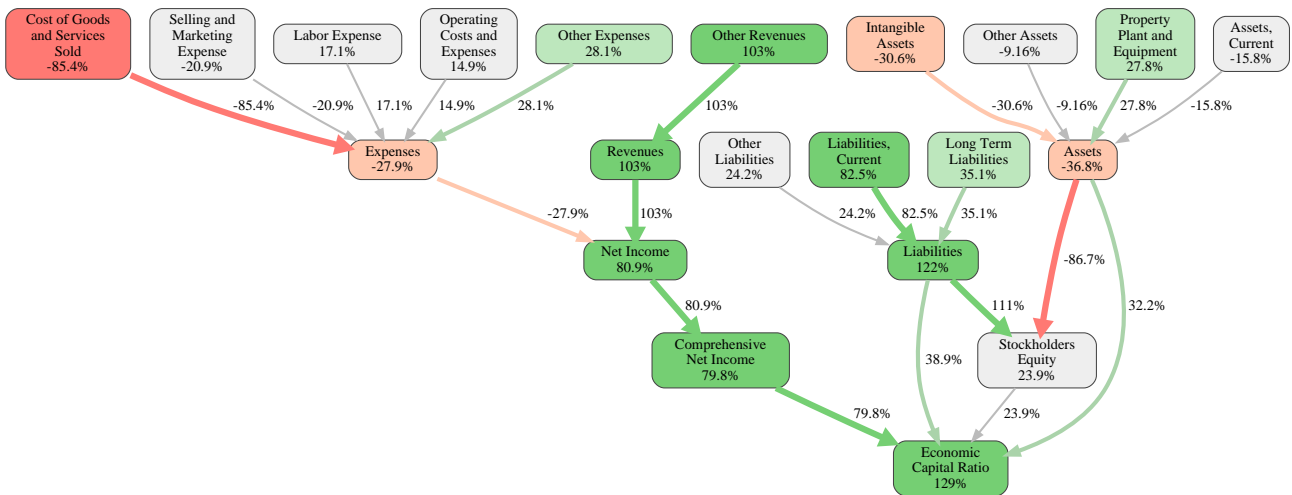 Cost of Goods
and Services
Sold
-85.4%
Selling and
Marketing
Expense
-20.9%
Labor Expense
17.1%
Operating
Costs and
Expenses
14.9%
Other Expenses
28.1%
Other Revenues
103%
Intangible
Assets
-30.6%
Other Assets
-9.16%
Property
Plant and
Equipment
27.8%
Assets,
Current
-15.8%
-85.4%
-20.9%
17.1%
14.9%
28.1%
103%
-30.6%
-9.16%
27.8%
-15.8%
Expenses
-27.9%
Revenues
103%
Other
Liabilities
24.2%
Liabilities,
Current
82.5%
Long Term
Liabilities
35.1%
Assets
-36.8%
-27.9%
103%
24.2%
82.5%
35.1%
Net Income
80.9%
Liabilities
122%
-86.7%
80.9%
111%
32.2%
Comprehensive
Net Income
79.8%
38.9%
Stockholders
Equity
23.9%
79.8%
23.9%
Economic
Capital Ratio
129%